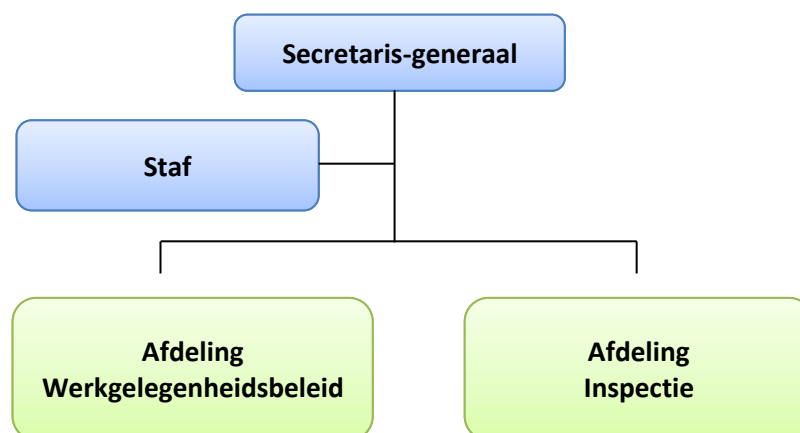 Secretaris-generaal
Staf
Afdeling
Werkgelegenheidsbeleid
Afdeling
Inspectie